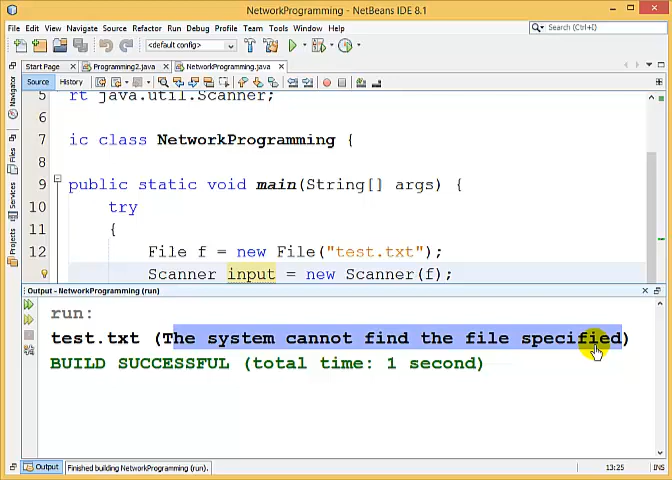 NetworkProgramming - NetBeans IDE 8.1
File Edit View Navigate Source Refactor Run Debug Profile Team Tools Window Help
Search (Ctrl+I)
<default config>
Start Page
Programming2.java
NetworkProgramming.java
Source History
5 rt java.util.Scanner;
6
7 ic class NetworkProgramming {
8
9 public static void main(String[] args) {
10 try
11 {
12 File f = new File("test.txt");
Scanner input = new Scanner(f);
Navigator
Files
Services
Projects
Output - NetworkProgramming (run)
run:
test.txt (The system cannot find the file specified)
BUILD SUCCESSFUL (total time: 1 second)
Output
Finished building NetworkProgramming (run).
13:25
INS